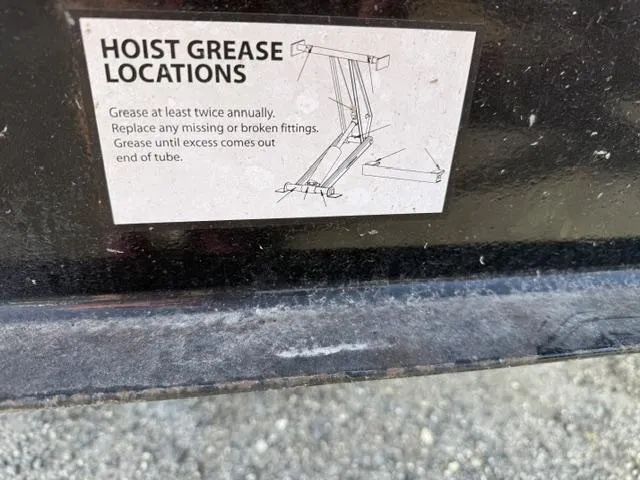 HOIST GREASE
LOCATIONS
Grease at least twice annually.
Replace any missing or broken fittings.
Grease until excess comes out
end of tube.